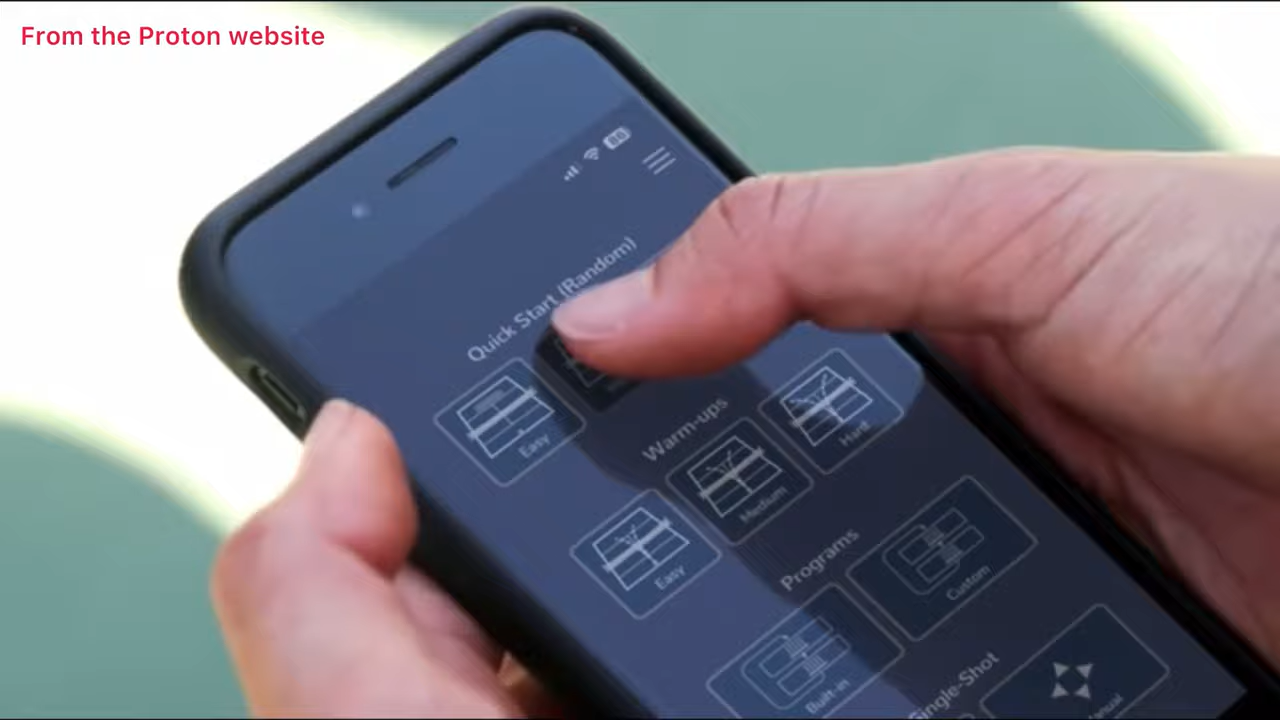 From the Proton website
86
Quick Start (Random)
Easy
Warm-ups
Hard
Medium
Easy
Programs
Custom
Built-in
Single-Shot